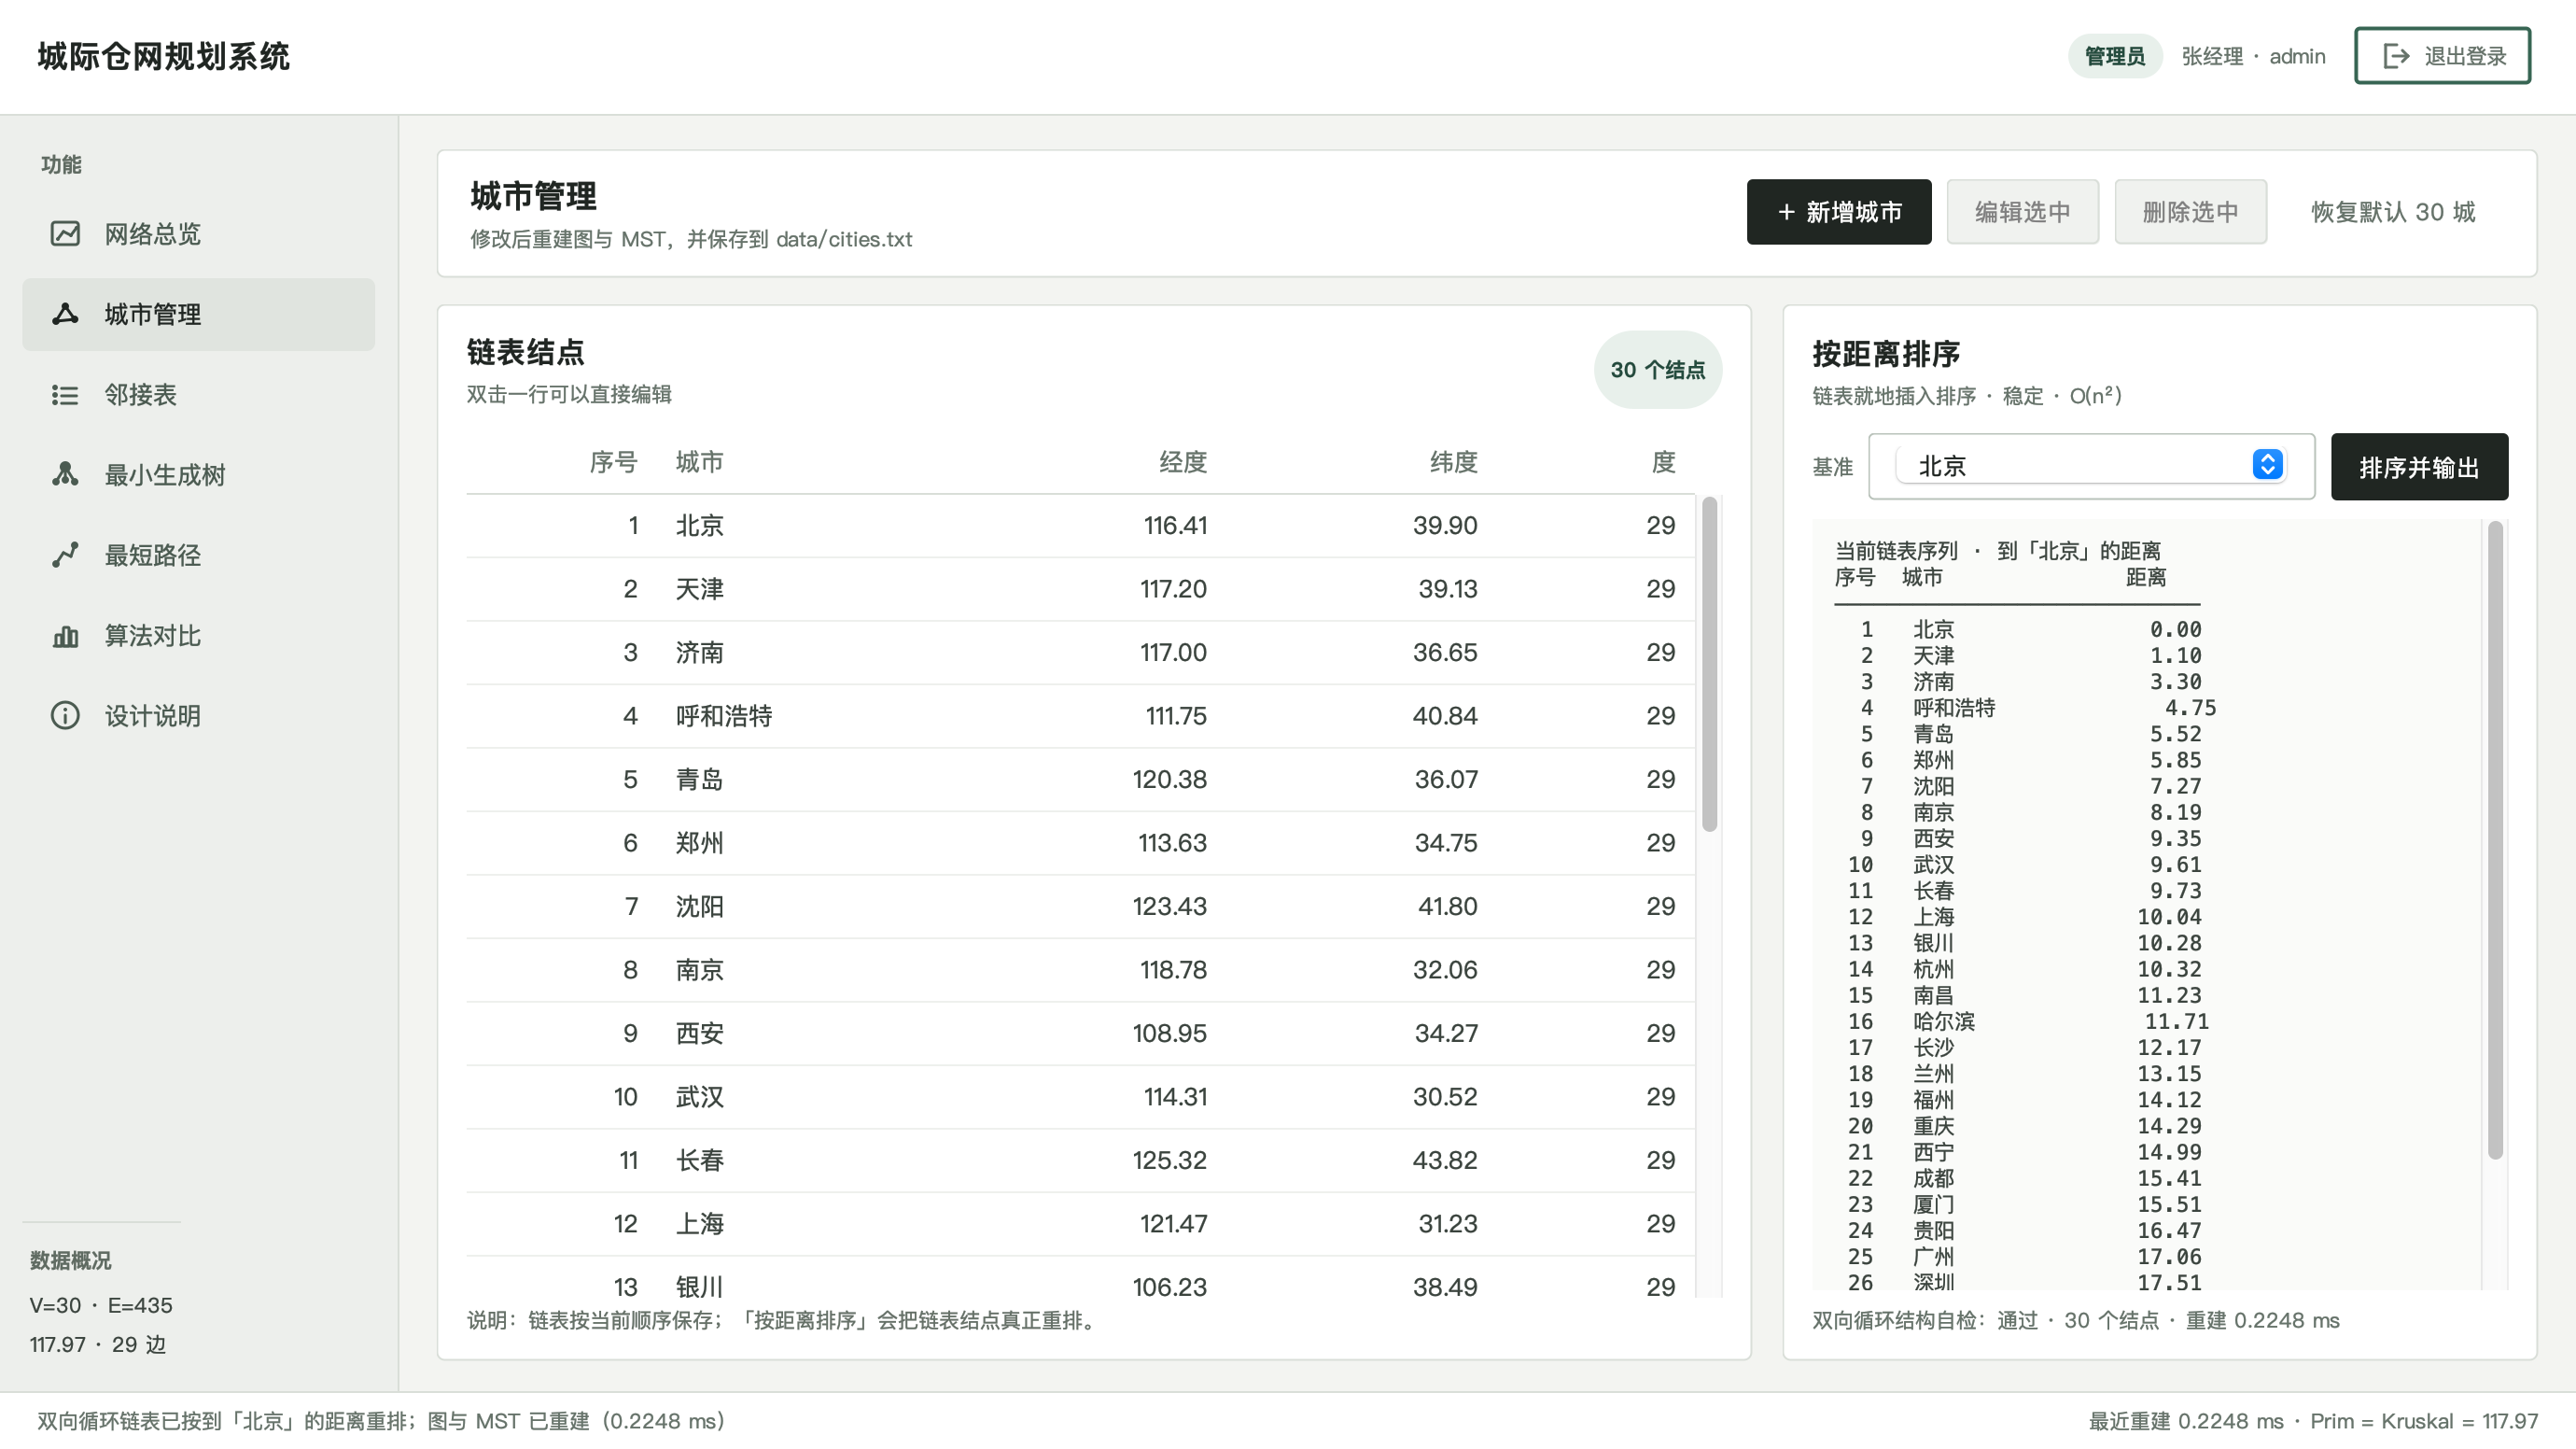 城际仓网规划系统
管理员 张经理 · admin 退出登录
功能
网络总览
城市管理
邻接表
最小生成树
最短路径
算法对比
设计说明
数据概况
V=30 · E=435
117.97 · 29 边
城市管理
修改后重建图与 MST，并保存到 data/cities.txt
+ 新增城市 编辑选中 删除选中 恢复默认 30 城
链表结点
双击一行可以直接编辑
30 个结点
序号 城市 经度 纬度 度
1 北京 116.41 39.90 29
2 天津 117.20 39.13 29
3 济南 117.00 36.65 29
4 呼和浩特 111.75 40.84 29
5 青岛 120.38 36.07 29
6 郑州 113.63 34.75 29
7 沈阳 123.43 41.80 29
8 南京 118.78 32.06 29
9 西安 108.95 34.27 29
10 武汉 114.31 30.52 29
11 长春 125.32 43.82 29
12 上海 121.47 31.23 29
13 银川 106.23 38.49 29
说明：链表按当前顺序保存；「按距离排序」会把链表结点真正重排。
按距离排序
链表就地插入排序 · 稳定 · O(n²)
基准 北京 排序并输出
当前链表序列 · 到「北京」的距离
序号 城市 距离
1 北京 0.00
2 天津 1.10
3 济南 3.30
4 呼和浩特 4.75
5 青岛 5.52
6 郑州 5.85
7 沈阳 7.27
8 南京 8.19
9 西安 9.35
10 武汉 9.61
11 长春 9.73
12 上海 10.04
13 银川 10.28
14 杭州 10.32
15 南昌 11.23
16 哈尔滨 11.71
17 长沙 12.17
18 兰州 13.15
19 福州 14.12
20 重庆 14.29
21 西宁 14.99
22 成都 15.41
23 厦门 15.51
24 贵阳 16.47
25 广州 17.06
26 深圳 17.51
双向循环结构自检：通过 · 30 个结点 · 重建 0.2248 ms
双向循环链表已按到「北京」的距离重排；图与 MST 已重建（0.2248 ms）
最近重建 0.2248 ms · Prim = Kruskal = 117.97